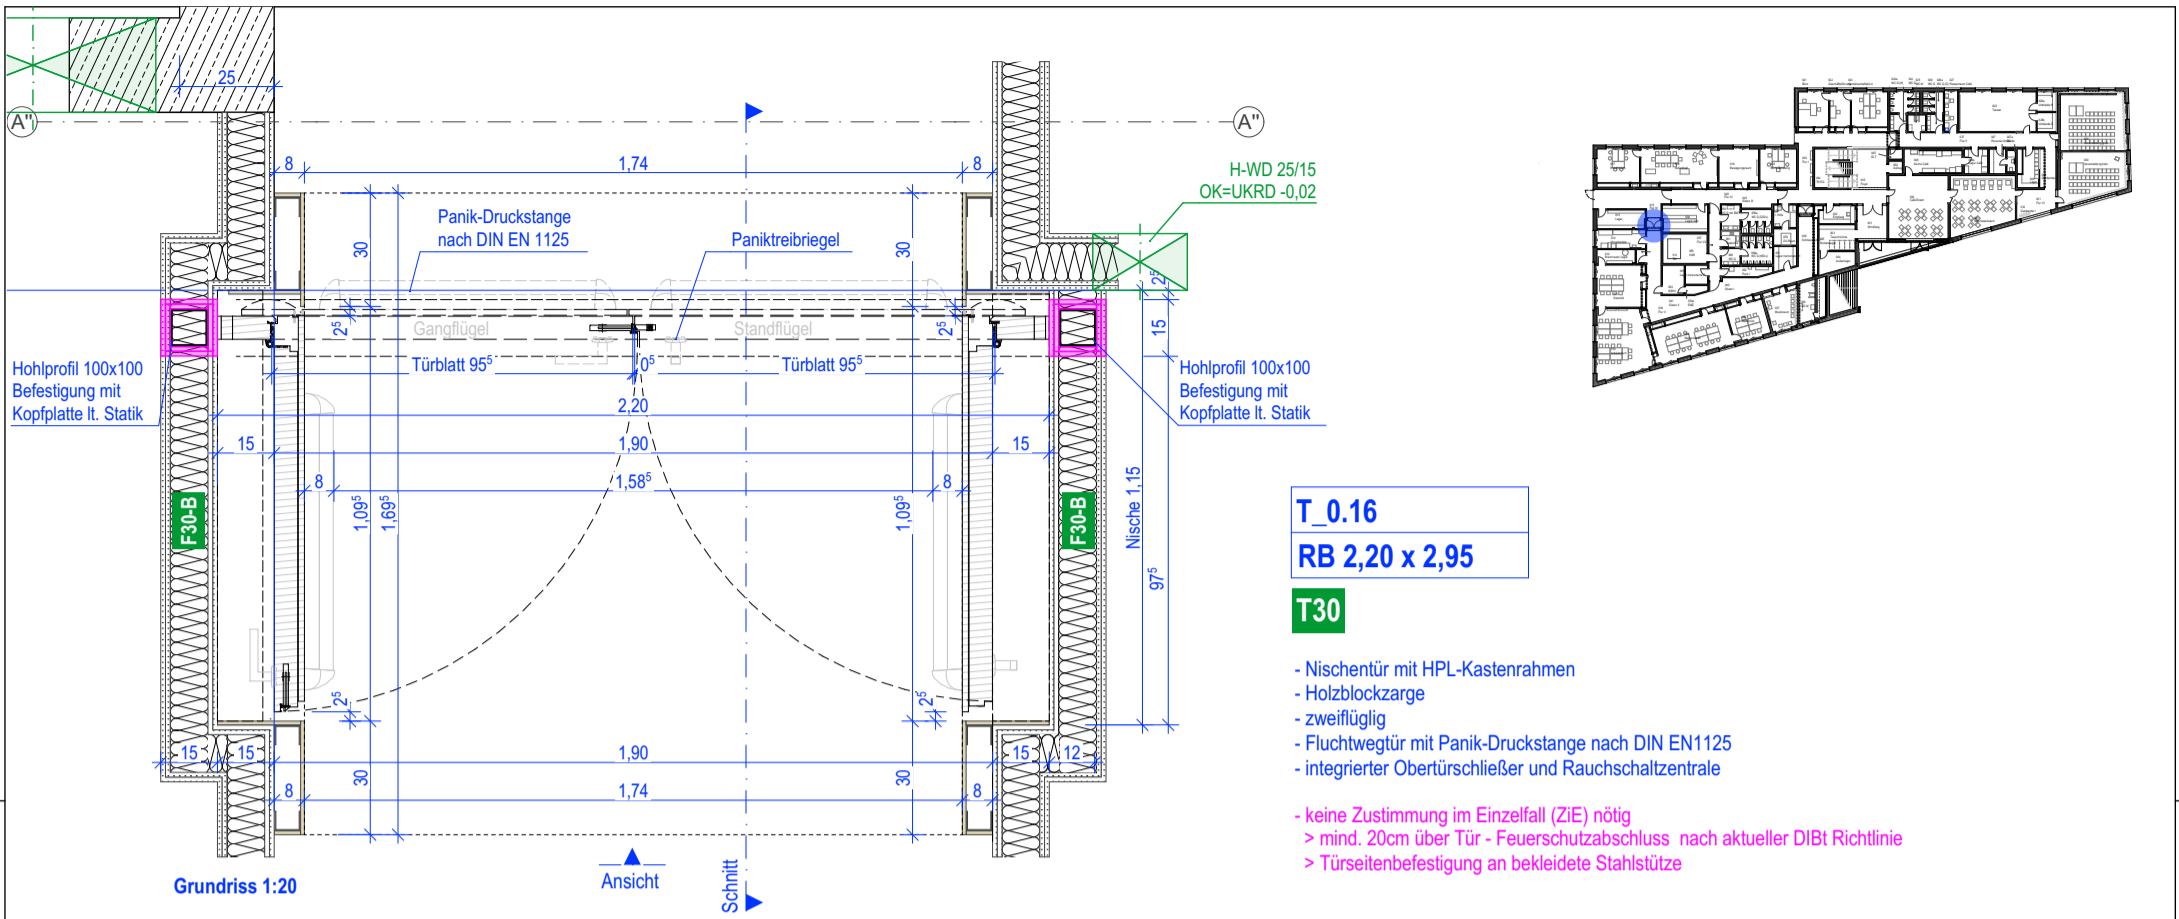 25
A"
A"
8
1,74
8
H-WD 25/15
OK=UKRD -0,02
Panik-Druckstange
nach DIN EN 1125
Paniktreibriegel
30
30
25
2⁵
Gangflügel
Standflügel
2⁵
15
Türblatt 95⁵
0⁵
Türblatt 95⁵
Hohlprofil 100x100
Befestigung mit
Kopfplatte lt. Statik
Hohlprofil 100x100
Befestigung mit
Kopfplatte lt. Statik
2,20
15
1,90
15
8
1,58⁵
8
F30-B
1,09⁵
1,69⁵
1,09⁵
F30-B
Nische 1,15
97⁵
2⁵
2⁵
15
15
1,90
15
12
30
30
8
1,74
8
Grundriss 1:20
Ansicht
Schnitt
T_0.16
RB 2,20 x 2,95
T30
- Nischentür mit HPL-Kastenrahmen
- Holzblockzarge
- zweiflüglig
- Fluchtwegtür mit Panik-Druckstange nach DIN EN1125
- integrierter Obertürschließer und Rauchschaltzentrale
- keine Zustimmung im Einzelfall (ZiE) nötig
> mind. 20cm über Tür - Feuerschutzabschluss nach aktueller DIBt Richtlinie
> Türseitenbefestigung an bekleidete Stahlstütze